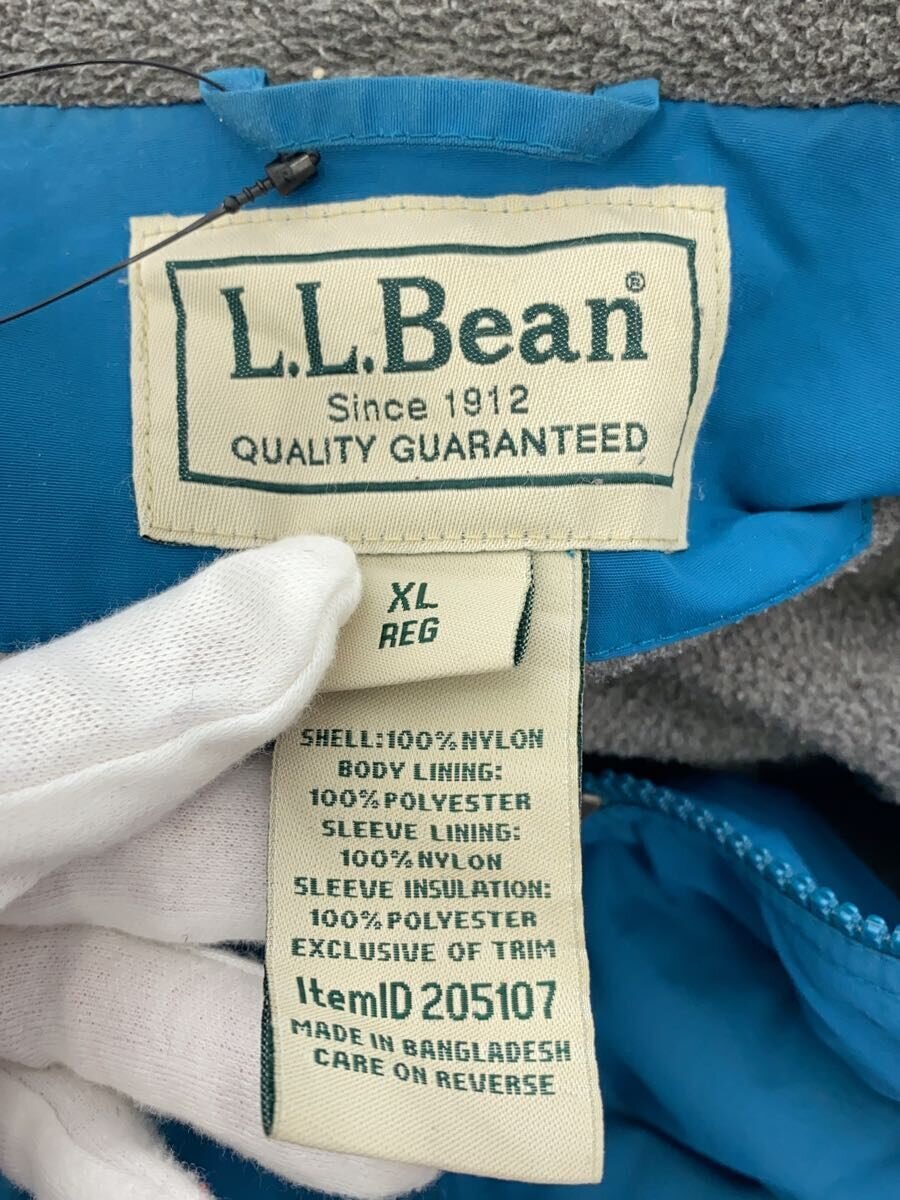 L.L.Bean®
Since 1912
QUALITY GUARANTEED
XL
REG
SHELL:100% NYLON
BODY LINING:
100% POLYESTER
SLEEVE LINING:
100% NYLON
SLEEVE INSULATION:
100% POLYESTER
EXCLUSIVE OF TRIM
ItemID 205107
MADE IN BANGLADESH
CARE ON REVERSE